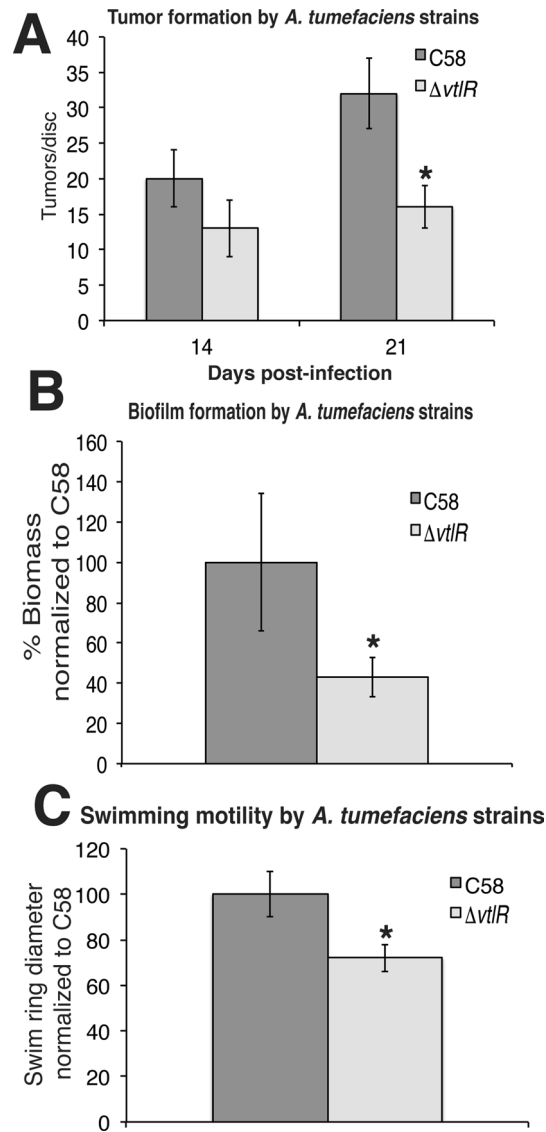 A
Tumor formation by A. tumefaciens strains
40
35
30
25
20
15
10
5
0
Tumors/disc
C58
ΔvtlR
*
14
21
Days post-infection
B
Biofilm formation by A. tumefaciens strains
160
140
120
100
80
60
40
20
0
% Biomass
normalized to C58
C58
ΔvtlR
*
C
Swimming motility by A. tumefaciens strains
120
100
80
60
40
20
0
Swim ring diameter
normalized to C58
C58
ΔvtlR
*